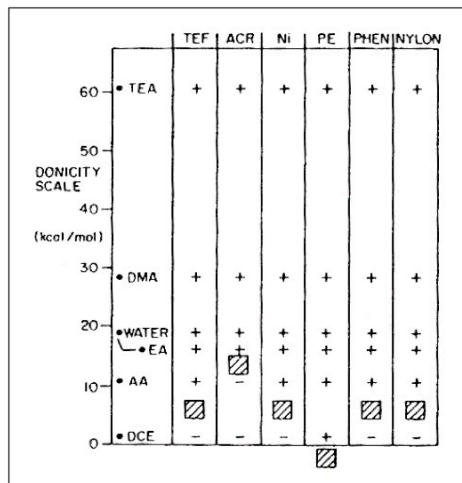 TEF ACR Ni PE PHEN NYLON
60 TEA + + + + + +
50
DONICITY
SCALE
40
(kcal/mol)
30
DMA + + + + + +
20
WATER + + + + + +
EA + + + + + +
10 AA + − + + + +
0 DCE − − − + − −